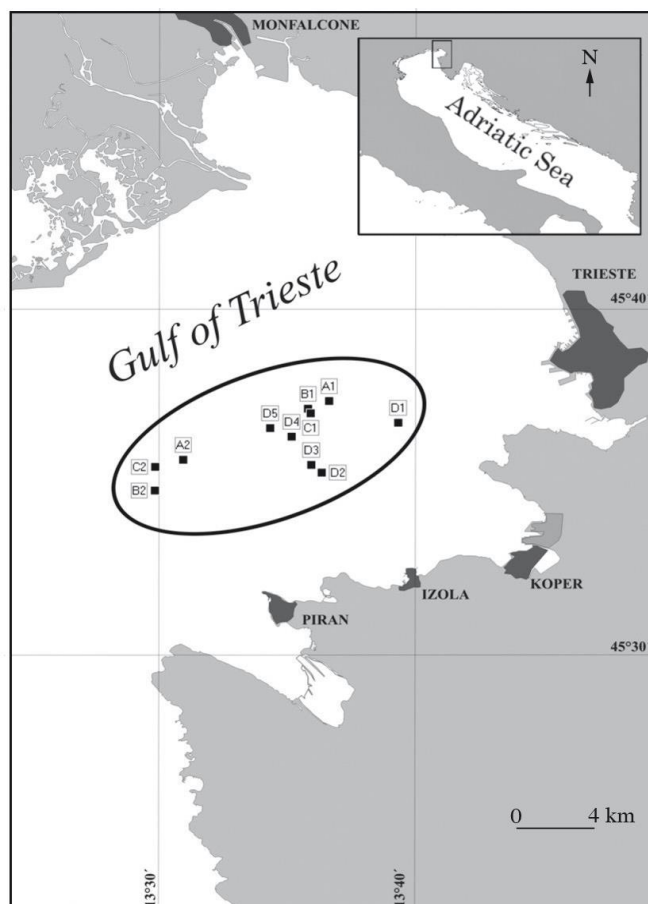 MONFALCONE
N
Adriatic Sea
TRIESTE
45°40
Gulf of Trieste
B1
A1
D1
D5
D4
C1
A2
D3
C2
D2
B2
KOPER
IZOLA
PIRAN
45°30
0 4 km
13°30´
13°40´